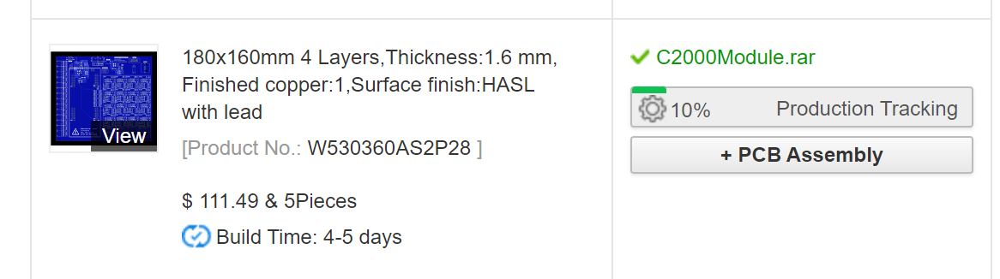 180x160mm 4 Layers,Thickness:1.6 mm,
Finished copper:1,Surface finish:HASL
with lead
View
[Product No.: W530360AS2P28 ]
$ 111.49 & 5Pieces
Build Time: 4-5 days
C2000Module.rar
10% Production Tracking
+ PCB Assembly